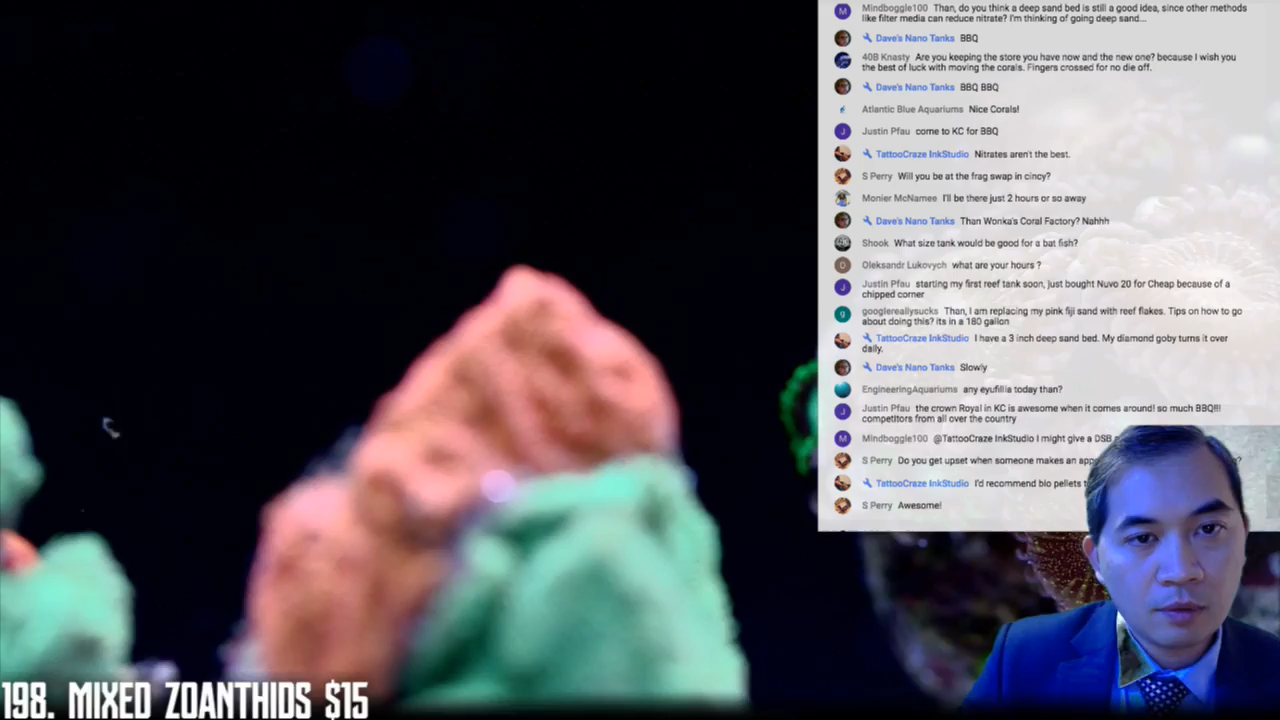 Mindboggle100 Than, do you think a deep sand bed is still a good idea, since other methods
like filter media can reduce nitrate? I'm thinking of going deep sand...
Dave's Nano Tanks BBQ
40B Knasty Are you keeping the store you have now and the new one? because I wish you
the best of luck with moving the corals. Fingers crossed for no die off.
Dave's Nano Tanks BBQ BBQ
Atlantic Blue Aquariums Nice Corals!
Justin Pfau come to KC for BBQ
TattooCraze InkStudio Nitrates aren't the best.
S Perry Will you be at the frag swap in cincy?
Monier McNamee I'll be there just 2 hours or so away
Dave's Nano Tanks Than Wonka's Coral Factory? Nahhh
Shook What size tank would be good for a bat fish?
Oleksandr Lukovych what are your hours ?
Justin Pfau starting my first reef tank soon, just bought Nuvo 20 for Cheap because of a
chipped corner
googlereallysucks Than, I am replacing my pink fiji sand with reef flakes. Tips on how to go
about doing this? its in a 180 gallon
TattooCraze InkStudio I have a 3 inch deep sand bed. My diamond goby turns it over
daily.
Dave's Nano Tanks Slowly
EngineeringAquariums any eyufillia today than?
Justin Pfau the crown Royal in KC is awesome when it comes around! so much BBQ!!!
competitors from all over the country
Mindboggle100 @TattooCraze InkStudio I might give a DSB
S Perry Do you get upset when someone makes an ?
TattooCraze InkStudio I'd recommend bio pellets
S Perry Awesome!
198. MIXED ZOANTHIDS $15